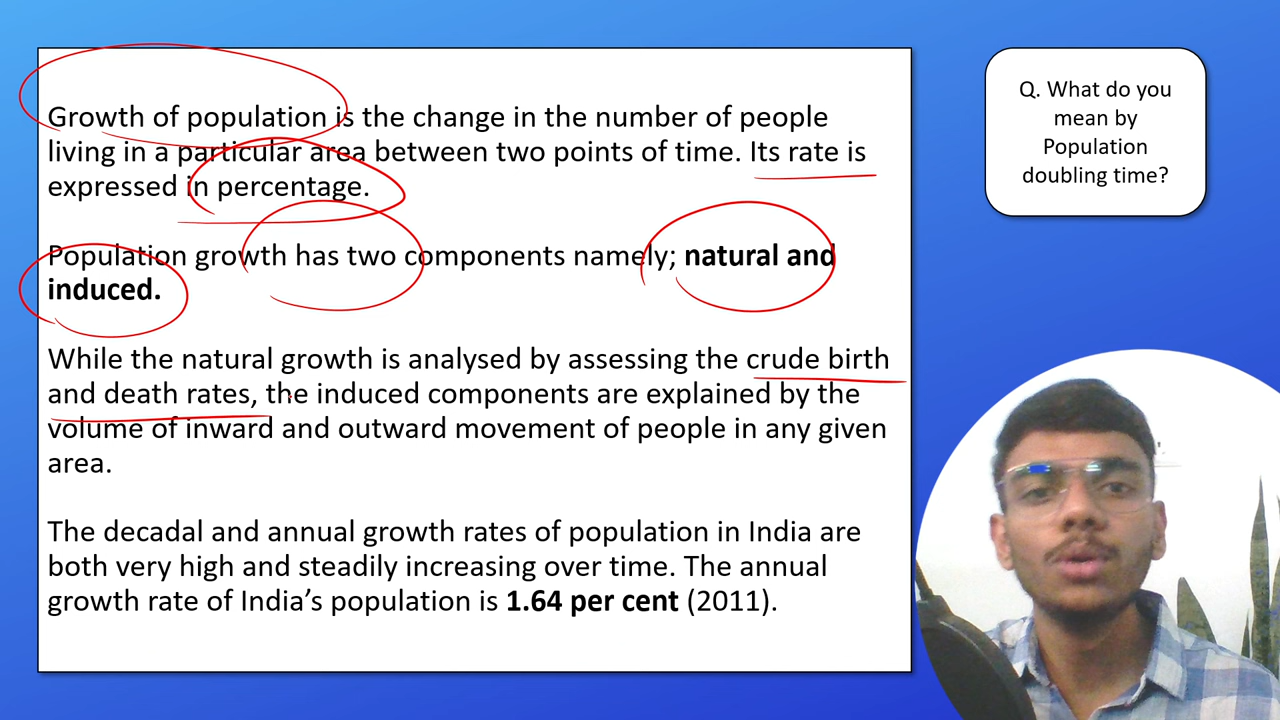 Growth of population is the change in the number of people
living in a particular area between two points of time. Its rate is
expressed in percentage.
Population growth has two components namely; natural and
induced.
While the natural growth is analysed by assessing the crude birth
and death rates, the induced components are explained by the
volume of inward and outward movement of people in any given
area.
The decadal and annual growth rates of population in India are
both very high and steadily increasing over time. The annual
growth rate of India’s population is 1.64 per cent (2011).
Q. What do you
mean by
Population
doubling time?